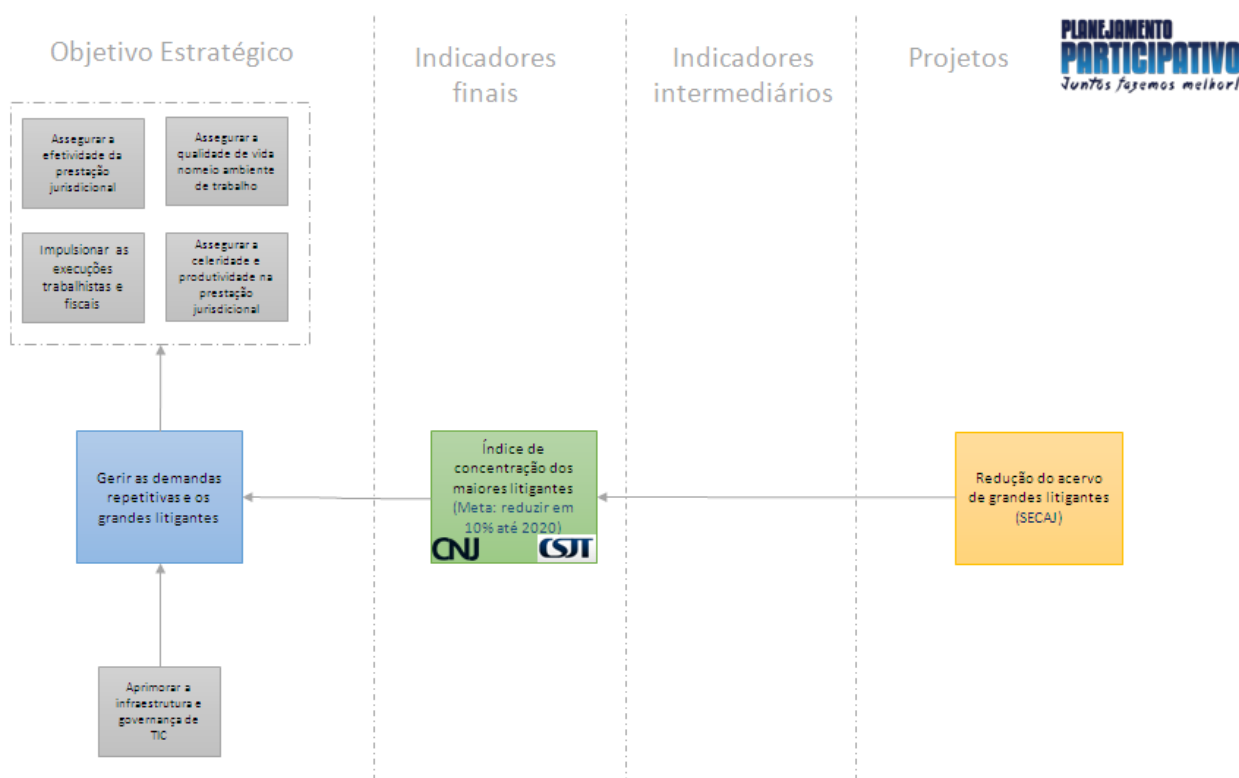 Objetivo Estratégico
Indicadores
finais
Indicadores
intermediários
Projetos
PLANEJAMENTO
PARTICIPATIVO
Juntos fazemos melhor!
Assegurar a
efetividade da
prestação
jurisdicional
Assegurar a
qualidade de vida
nomeio ambiente
de trabalho
Impulsionar as
execuções
trabalhistas e
fiscais
Assegurar a
celeridade e
produtividade na
prestação
jurisdicional
Gerir as demandas
repetitivas e os
grandes litigantes
Índice de
concentração dos
maiores litigantes
(Meta: reduzir em
10% até 2020)
CNJ
CSJT
Redução do acervo
de grandes litigantes
(SECAJ)
Aprimorar a
infraestrutura e
governança de
TIC